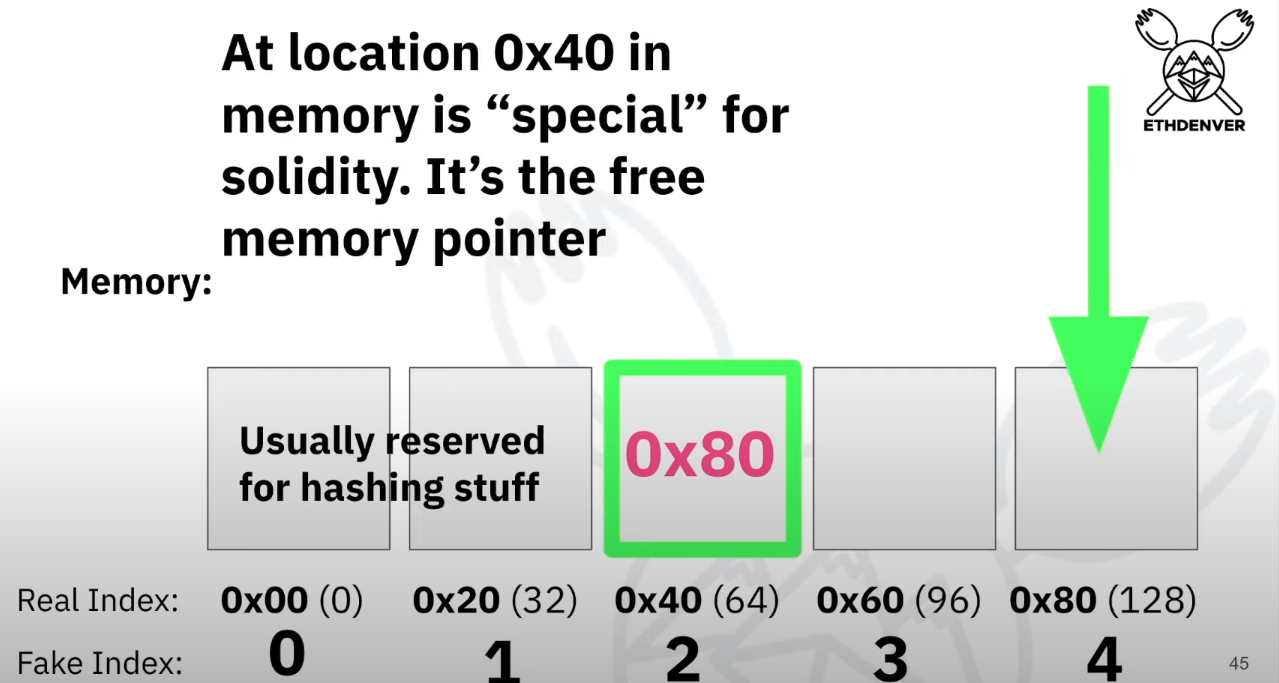 At location 0x40 in
memory is “special” for
solidity. It’s the free
memory pointer
ETHDENVER
Memory:
Usually reserved
for hashing stuff
0x80
Real Index: 0x00 (0) 0x20 (32) 0x40 (64) 0x60 (96) 0x80 (128)
Fake Index: 0 1 2 3 4
45